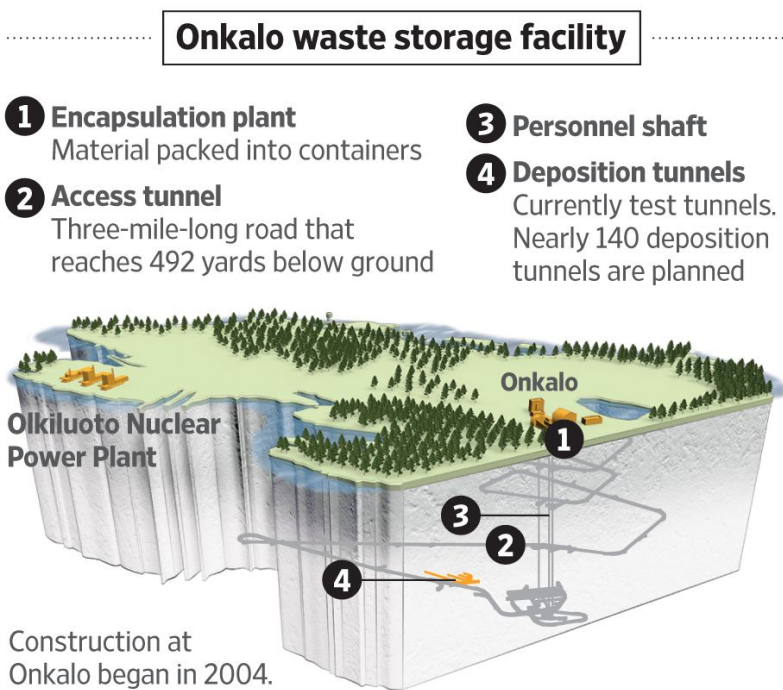 Onkalo waste storage facility
1 Encapsulation plant
Material packed into containers
2 Access tunnel
Three-mile-long road that
reaches 492 yards below ground
3 Personnel shaft
4 Deposition tunnels
Currently test tunnels.
Nearly 140 deposition
tunnels are planned
Onkalo
Olkiluoto Nuclear
Power Plant
1
3
2
4
Construction at
Onkalo began in 2004.